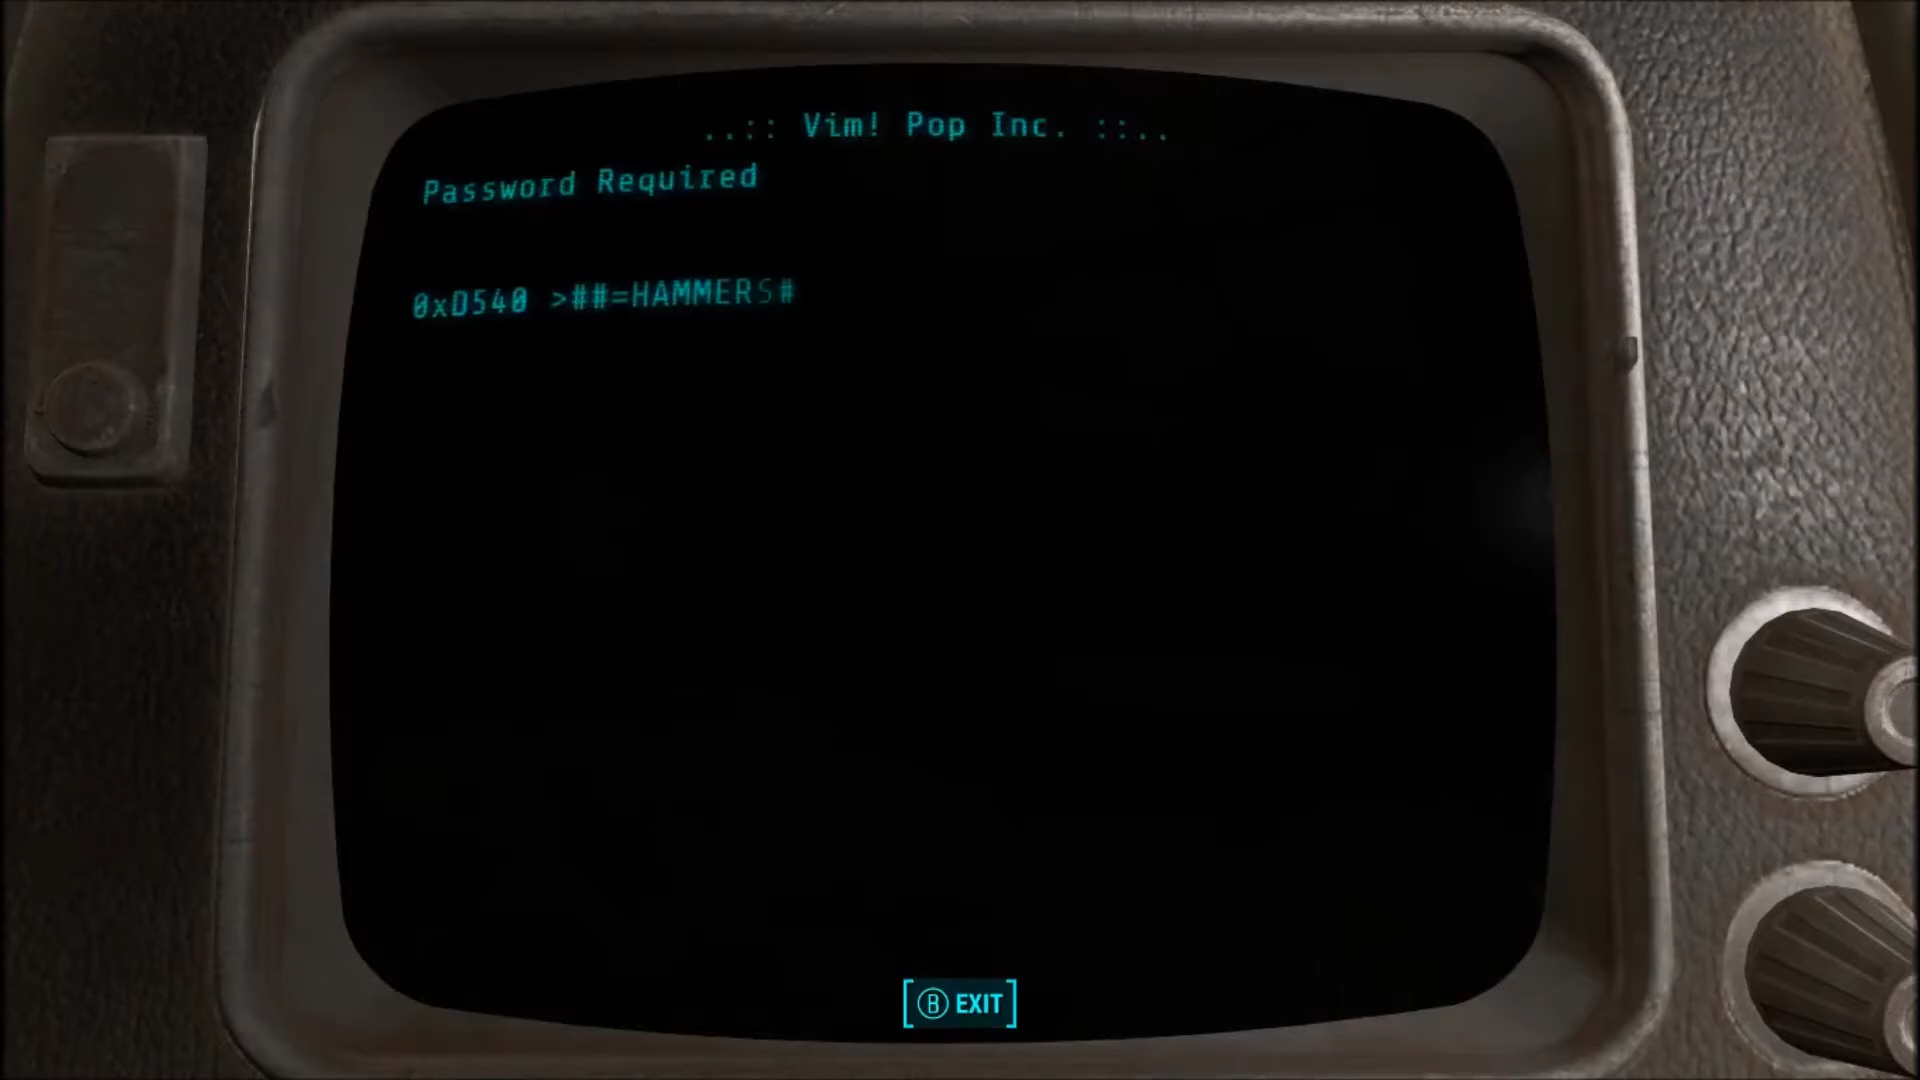 ..:: Vim! Pop Inc. ::..
Password Required
0xD540 >##=HAMMERS#
B EXIT